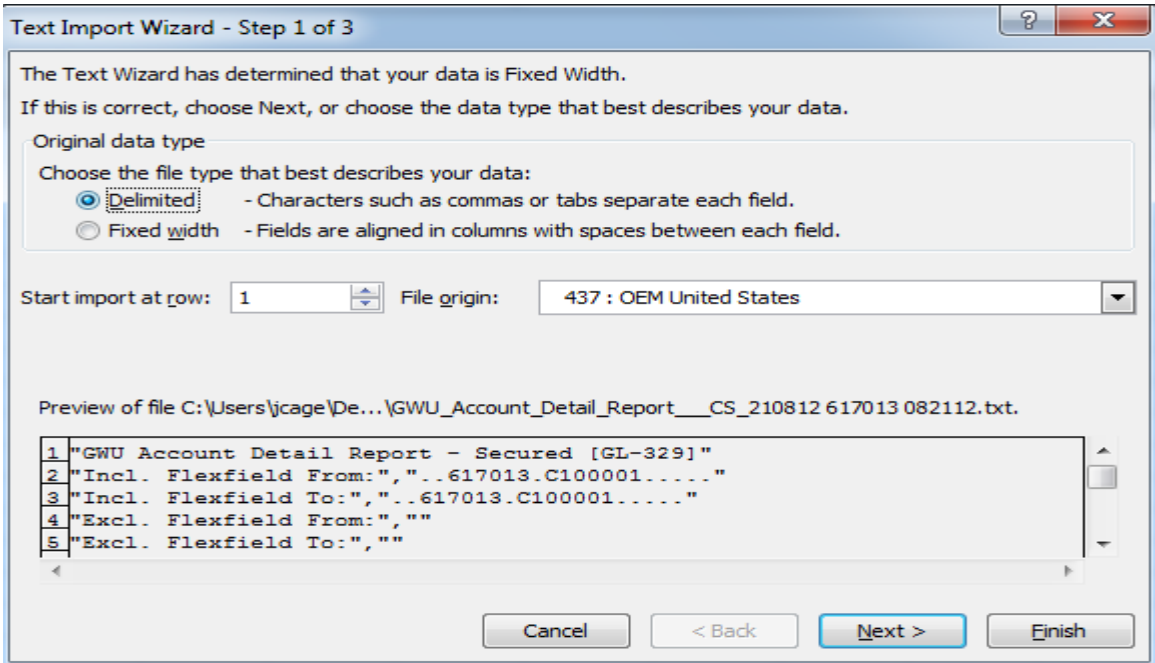 Text Import Wizard - Step 1 of 3
The Text Wizard has determined that your data is Fixed Width.
If this is correct, choose Next, or choose the data type that best describes your data.
Original data type
Choose the file type that best describes your data:
Delimited - Characters such as commas or tabs separate each field.
Fixed width - Fields are aligned in columns with spaces between each field.
Start import at row: 1 File origin: 437 : OEM United States
Preview of file C:\Users\jcage\De...\GWU_Account_Detail_Report___CS_210812 617013 082112.txt.
1 "GWU Account Detail Report - Secured [GL-329]"
2 "Incl. Flexfield From:","..617013.C100001....."
3 "Incl. Flexfield To:","..617013.C100001....."
4 "Excl. Flexfield From:",""
5 "Excl. Flexfield To:",""
Cancel < Back Next > Finish